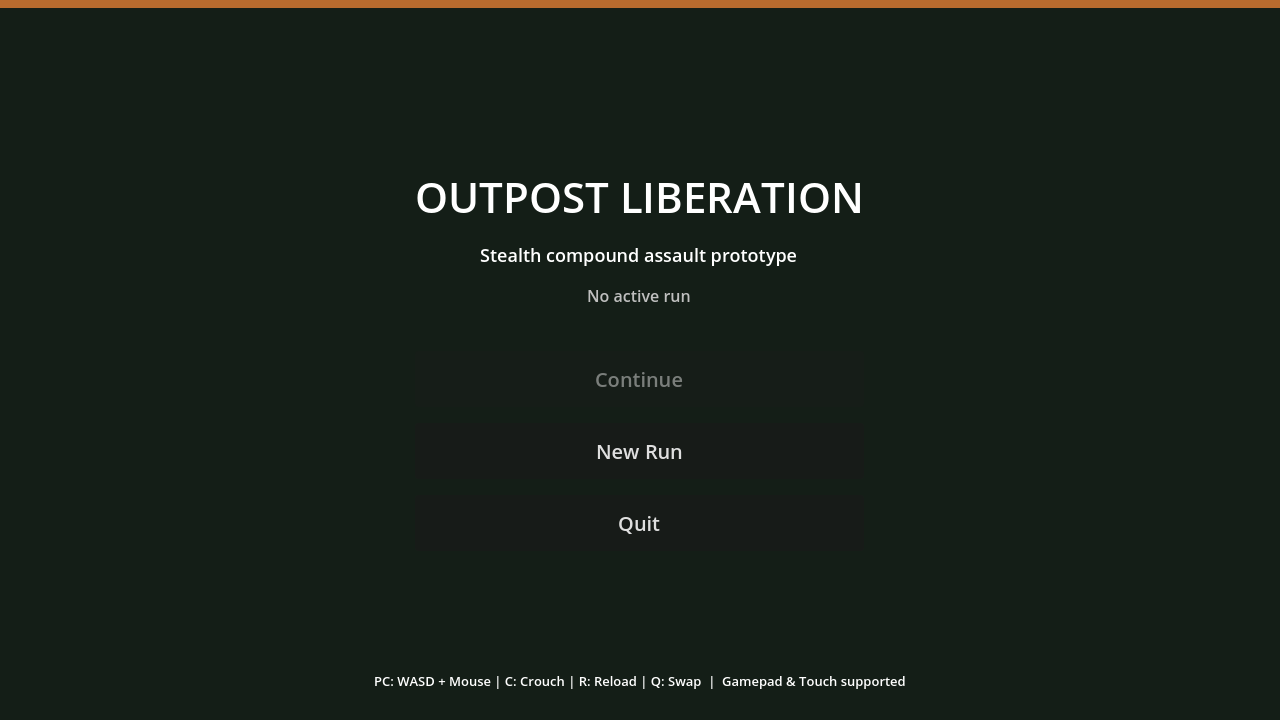 OUTPOST LIBERATION
Stealth compound assault prototype
No active run
Continue
New Run
Quit
PC: WASD + Mouse | C: Crouch | R: Reload | Q: Swap | Gamepad & Touch supported